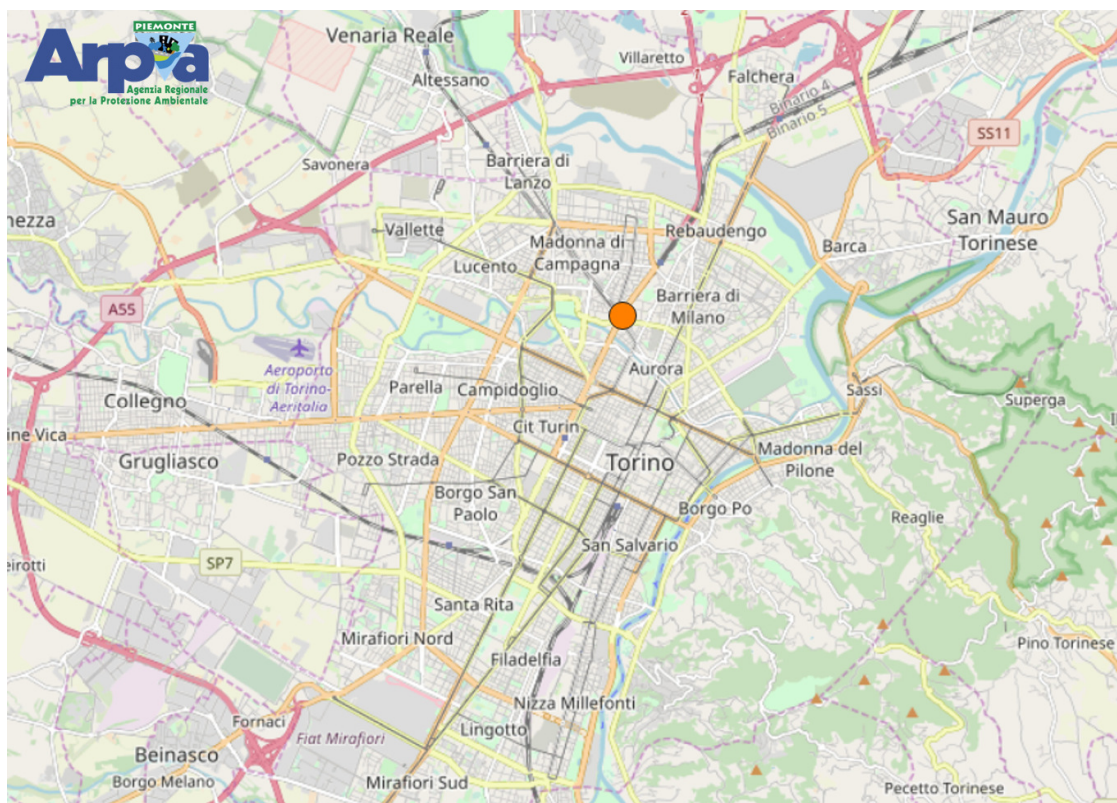 PIEMONTE
Arpa
Agenzia Regionale
per la Protezione Ambientale
Venaria Reale
Altessano
Villaretto
2
Falchera
1
Binario 4
Binario 5
SS11
Savonera
Barriera di
Lanzo
nezza
Vallette
Madonna di
Campagna
Rebaudengo
Barca
San Mauro
Torinese
Lucento
A55
Barriera di
Milano
Aeroporto
di Torino-
Aeritalia
Parella
Campidoglio
Aurora
Sassi
Superga
Collegno
ine Vica
Cit Turin
Grugliasco
Pozzo Strada
Torino
Madonna del
Pilone
Borgo San
Paolo
Borgo Po
Reaglie
San Salvario
SP7
eirotti
Santa Rita
Mirafiori Nord
Pino Torinese
Filadelfia
Nizza Millefonti
Fornaci
Fiat Mirafiori
Lingotto
Beinasco
Borgo Melano
Mirafiori Sud
Pecetto Torinese